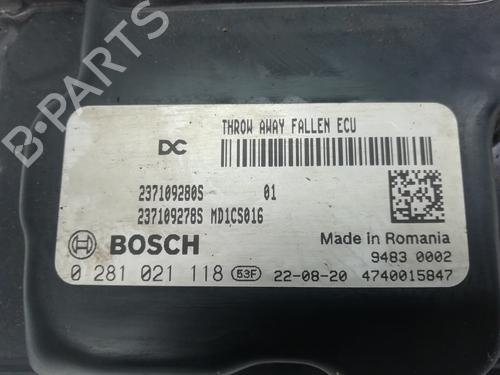 B-PARTS
THROW AWAY FALLEN ECU
DC
237109280S 01
237109278S MD1CS016
BOSCH
Made in Romania
9483 0002
0 281 021 118 53F 22-08-20 4740015847